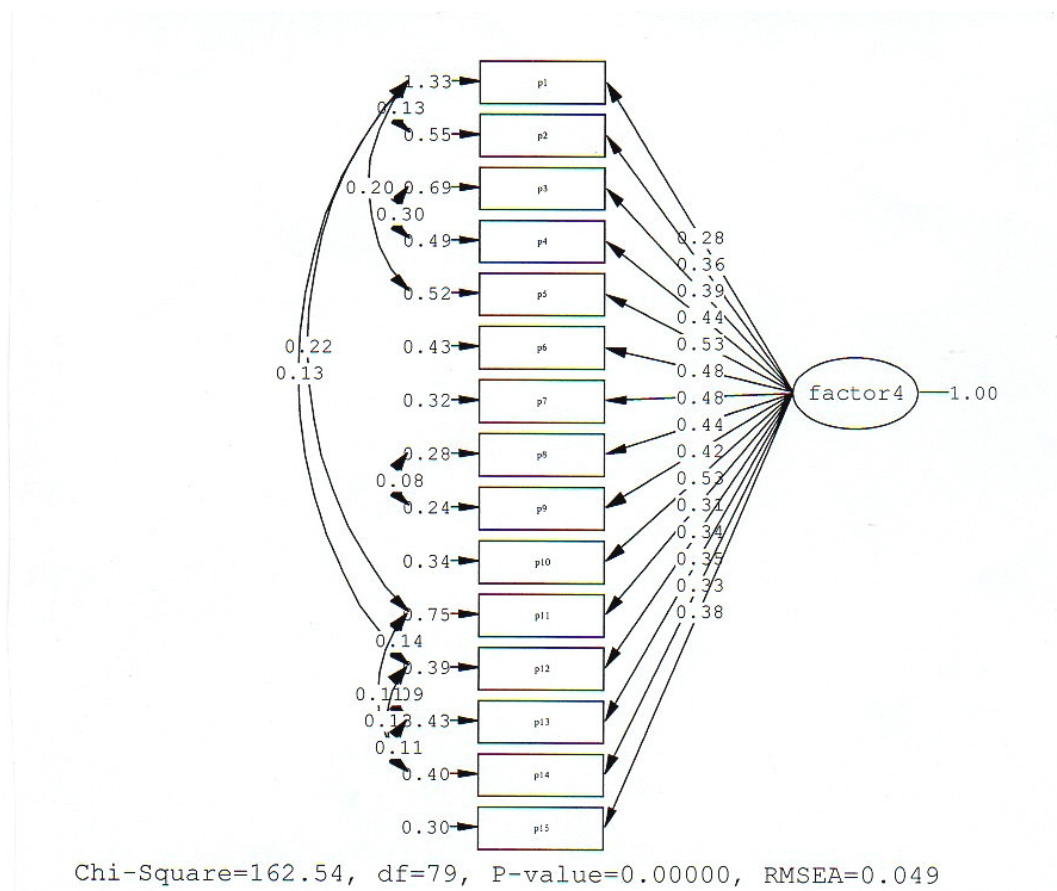 1.33 p1
0.13
0.55 p2
0.20 0.69 p3
0.30
0.49 p4
0.28
0.36
0.52 p5
0.39
0.44
0.22
0.43 p6
0.53
0.13
0.48
0.32 p7
0.48
factor4 1.00
0.44
0.28 p8
0.42
0.08
0.53
0.24 p9
0.31
0.34
0.34 p10
0.35
0.33
0.75 p11
0.38
0.14
0.39 p12
0.11
p13
0.11
0.40 p14
0.30 p15
Chi-Square=162.54, df=79, P-value=0.00000, RMSEA=0.049